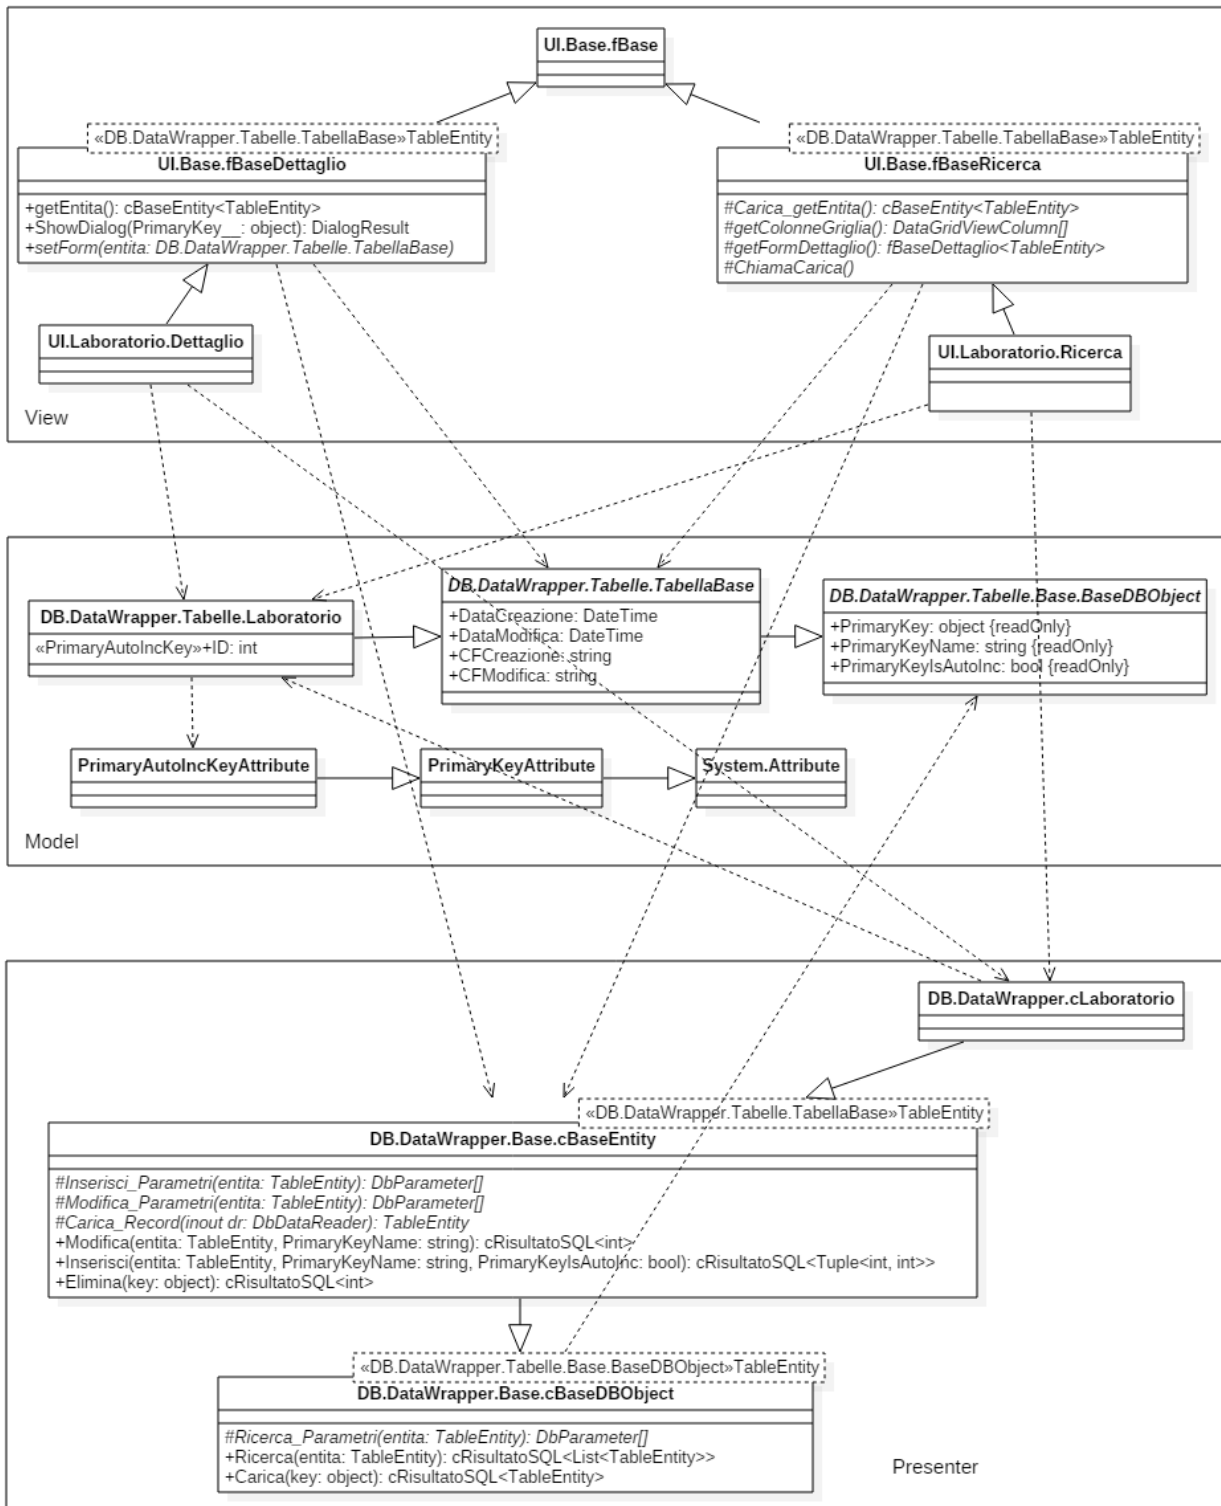 UI.Base.fBase
«DB.DataWrapper.Tabelle.TabellaBase»TableEntity
UI.Base.fBaseDettaglio
+getEntita(): cBaseEntity<TableEntity>
+ShowDialog(PrimaryKey__: object): DialogResult
+setForm(entita: DB.DataWrapper.Tabelle.TabellaBase)
«DB.DataWrapper.Tabelle.TabellaBase»TableEntity
UI.Base.fBaseRicerca
#Carica_getEntita(): cBaseEntity<TableEntity>
#getColonneGriglia(): DataGridViewColumn[]
#getFormDettaglio(): fBaseDettaglio<TableEntity>
#ChiamaCarica()
UI.Laboratorio.Dettaglio
UI.Laboratorio.Ricerca
View
DB.DataWrapper.Tabelle.Laboratorio
«PrimaryAutoIncKey»+ID: int
DB.DataWrapper.Tabelle.TabellaBase
+DataCreazione: DateTime
+DataModifica: DateTime
+CFCreazione: string
+CFModifica: string
DB.DataWrapper.Tabelle.Base.BaseDBObject
+PrimaryKey: object {readOnly}
+PrimaryKeyName: string {readOnly}
+PrimaryKeyIsAutoInc: bool {readOnly}
PrimaryAutoIncKeyAttribute
PrimaryKeyAttribute
System.Attribute
Model
DB.DataWrapper.cLaboratorio
«DB.DataWrapper.Tabelle.TabellaBase»TableEntity
DB.DataWrapper.Base.cBaseEntity
#Inserisci_Parametri(entita: TableEntity): DbParameter[]
#Modifica_Parametri(entita: TableEntity): DbParameter[]
#Carica_Record(inout dr: DbDataReader): TableEntity
+Modifica(entita: TableEntity, PrimaryKeyName: string): cRisultatoSQL<int>
+Inserisci(entita: TableEntity, PrimaryKeyName: string, PrimaryKeyIsAutoInc: bool): cRisultatoSQL<Tuple<int, int>>
+Elimina(key: object): cRisultatoSQL<int>
«DB.DataWrapper.Tabelle.Base.BaseDBObject»TableEntity
DB.DataWrapper.Base.cBaseDBObject
#Ricerca_Parametri(entita: TableEntity): DbParameter[]
+Ricerca(entita: TableEntity): cRisultatoSQL<List<TableEntity>>
+Carica(key: object): cRisultatoSQL<TableEntity>
Presenter